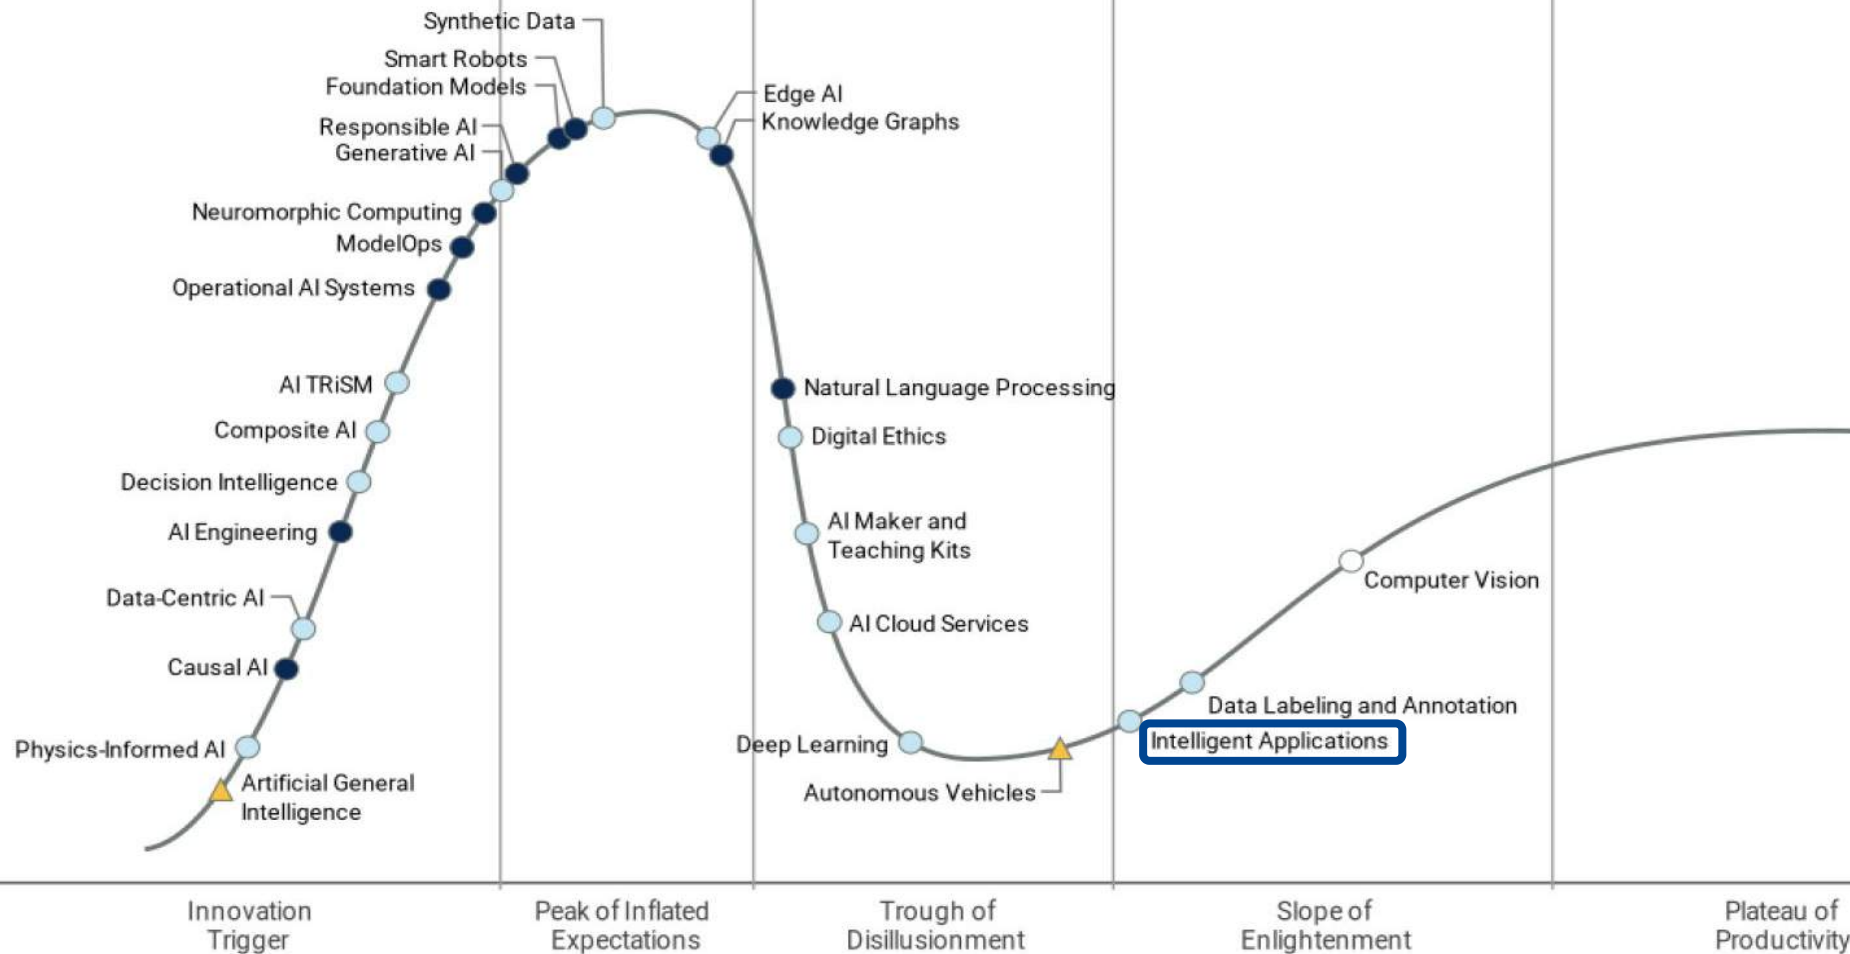 Synthetic Data
Smart Robots
Foundation Models
Responsible AI
Generative AI
Neuromorphic Computing
ModelOps
Operational AI Systems
AI TRiSM
Composite AI
Decision Intelligence
AI Engineering
Data-Centric AI
Causal AI
Physics-Informed AI
Artificial General
Intelligence
Edge AI
Knowledge Graphs
Natural Language Processing
Digital Ethics
AI Maker and
Teaching Kits
AI Cloud Services
Deep Learning
Autonomous Vehicles
Computer Vision
Data Labeling and Annotation
Intelligent Applications
Innovation
Trigger
Peak of Inflated
Expectations
Trough of
Disillusionment
Slope of
Enlightenment
Plateau of
Productivity